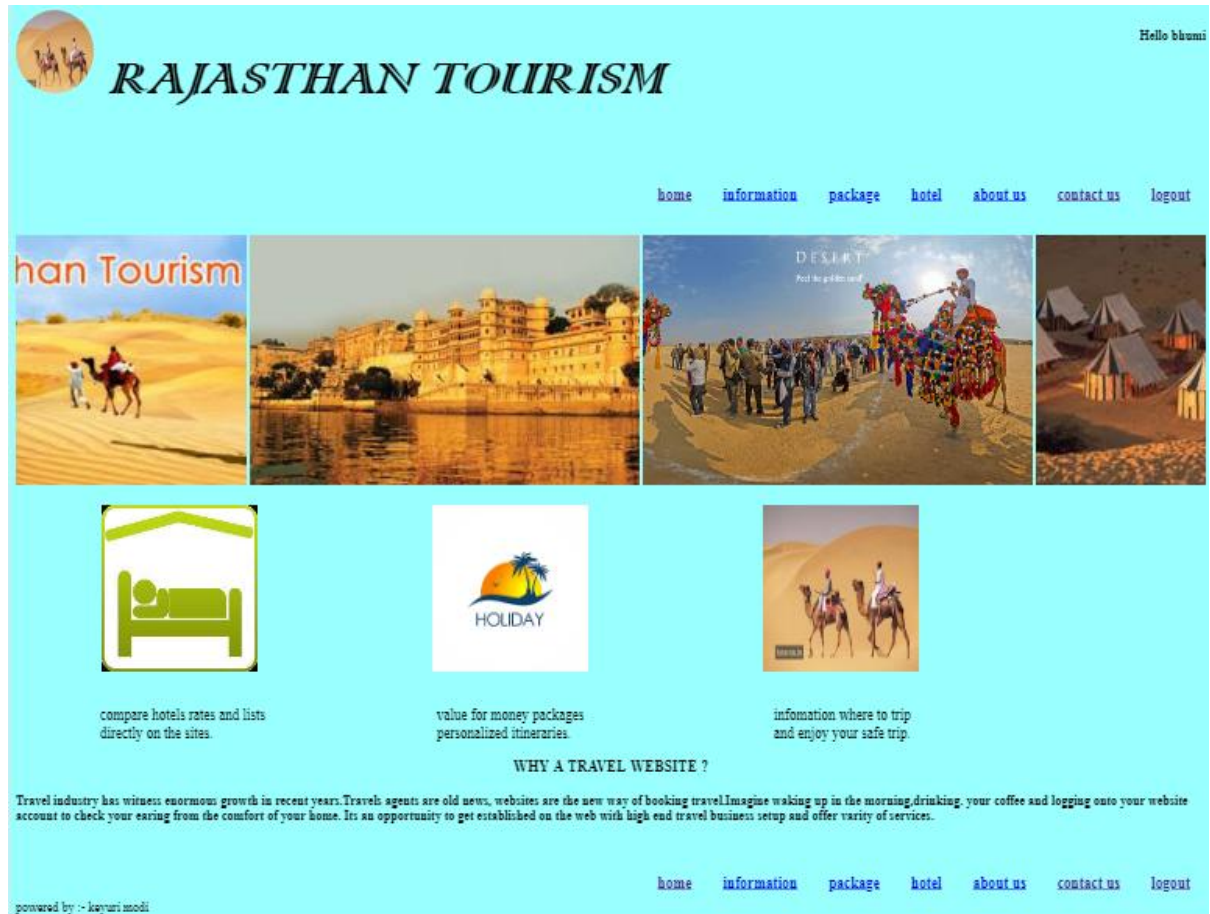 Hello bhumi
RAJASTHAN TOURISM
home information package hotel about us contact us logout
han Tourism
DESERT
Feel the golden sand
HOLIDAY
compare hotels rates and lists
directly on the sites.
value for money packages
personalized itineraries.
infomation where to trip
and enjoy your safe trip.
WHY A TRAVEL WEBSITE ?
Travel industry has witness enormous growth in recent years.Travels agents are old news, websites are the new way of booking travel.Imagine waking up in the morning,drinking, your coffee and logging onto your website
account to check your earing from the comfort of your home. Its an opportunity to get established on the web with high end travel business setup and offer varity of services.
home information package hotel about us contact us logout
powered by :- keyuri modi